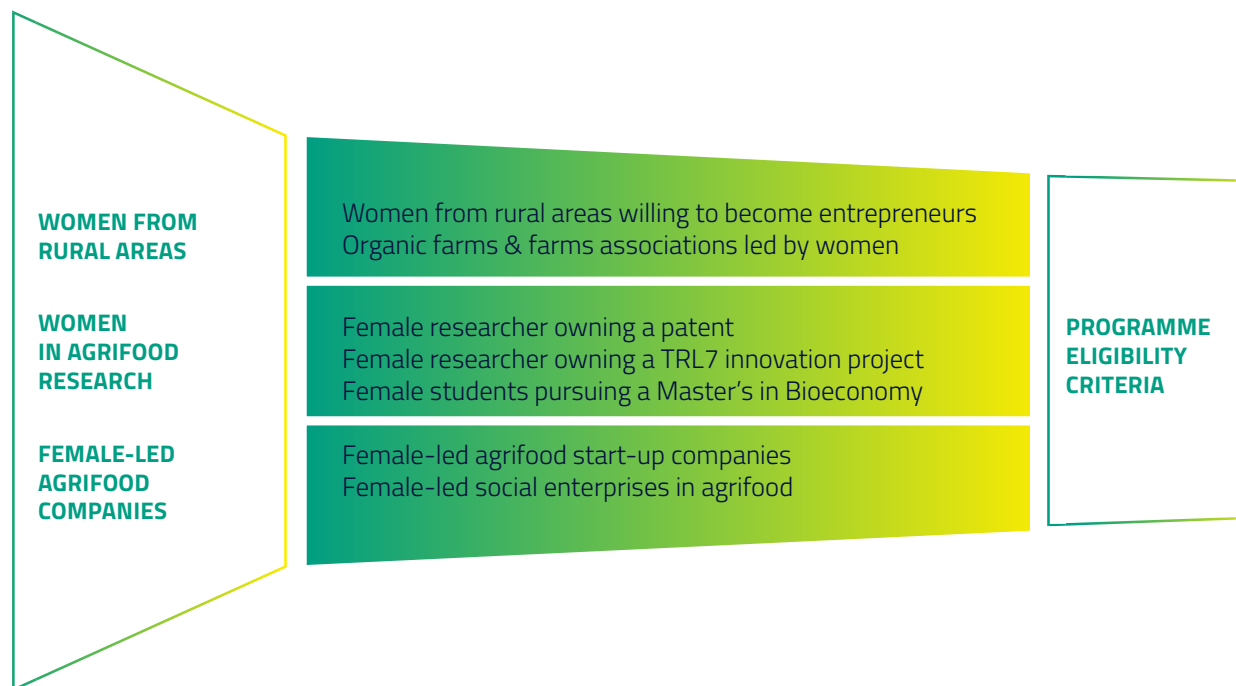 WOMEN FROM
RURAL AREAS
Women from rural areas willing to become entrepreneurs
Organic farms & farms associations led by women
WOMEN
IN AGRIFOOD
RESEARCH
Female researcher owning a patent
Female researcher owning a TRL7 innovation project
Female students pursuing a Master's in Bioeconomy
FEMALE-LED
AGRIFOOD
COMPANIES
Female-led agrifood start-up companies
Female-led social enterprises in agrifood
PROGRAMME
ELIGIBILITY
CRITERIA